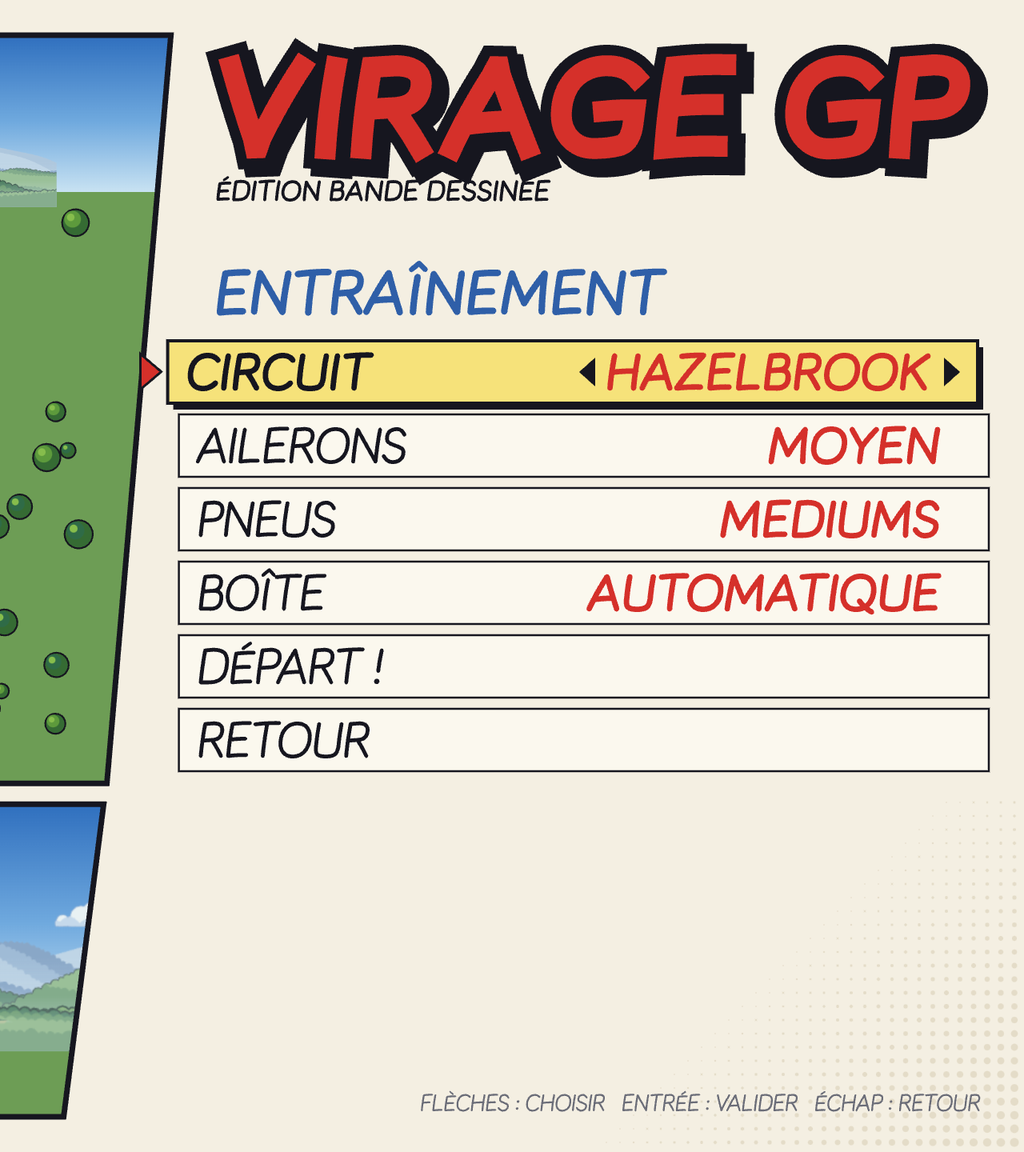 VIRAGE GP
ÉDITION BANDE DESSINÉE
ENTRAÎNEMENT
CIRCUIT HAZELBROOK
AILERONS MOYEN
PNEUS MEDIUMS
BOÎTE AUTOMATIQUE
DÉPART !
RETOUR
FLÈCHES : CHOISIR ENTRÉE : VALIDER ÉCHAP : RETOUR